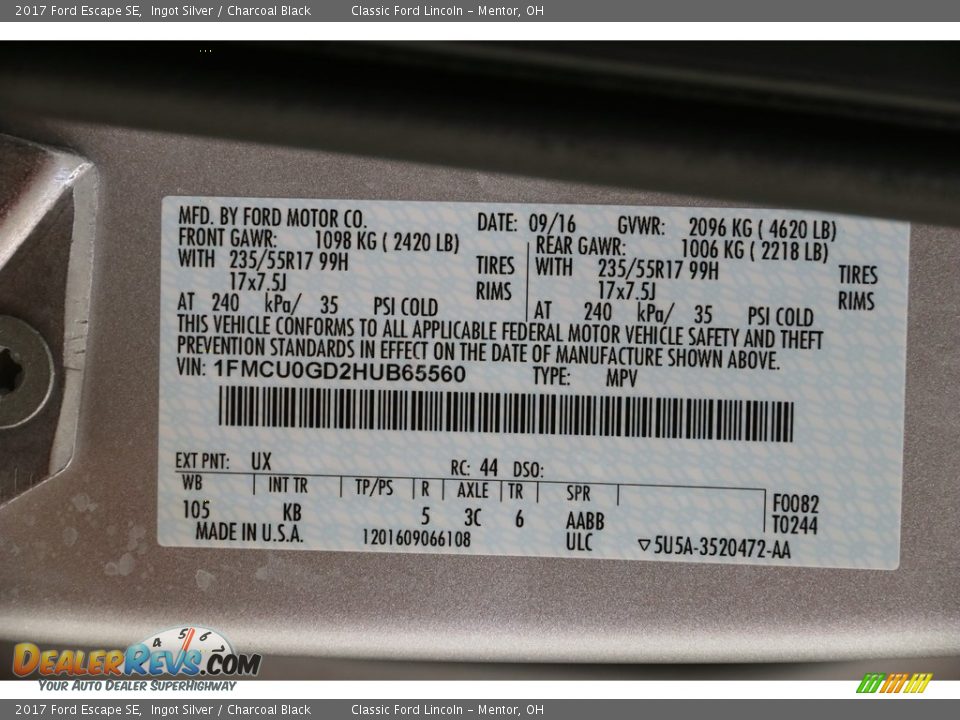 2017 Ford Escape SE, Ingot Silver / Charcoal Black Classic Ford Lincoln - Mentor, OH
MFD. BY FORD MOTOR CO. DATE: 09/16 GVWR: 2096 KG ( 4620 LB)
FRONT GAWR: 1098 KG ( 2420 LB) REAR GAWR: 1006 KG ( 2218 LB)
WITH 235/55R17 99H TIRES WITH 235/55R17 99H TIRES
17x7.5J RIMS 17x7.5J RIMS
AT 240 kPa/ 35 PSI COLD AT 240 kPa/ 35 PSI COLD
THIS VEHICLE CONFORMS TO ALL APPLICABLE FEDERAL MOTOR VEHICLE SAFETY AND THEFT
PREVENTION STANDARDS IN EFFECT ON THE DATE OF MANUFACTURE SHOWN ABOVE.
VIN: 1FMCU0GD2HUB65560 TYPE: MPV
EXT PNT: UX RC: 44 DSO:
WB INT TR TP/PS R AXLE TR SPR
105 KB 5 3C 6 AABB F0082
T0244
MADE IN U.S.A. 1201609066108 ULC ▽5U5A-3520472-AA
4 5 6
DEALERREVS.COM
YOUR AUTO DEALER SUPERHIGHWAY
2017 Ford Escape SE, Ingot Silver / Charcoal Black Classic Ford Lincoln - Mentor, OH